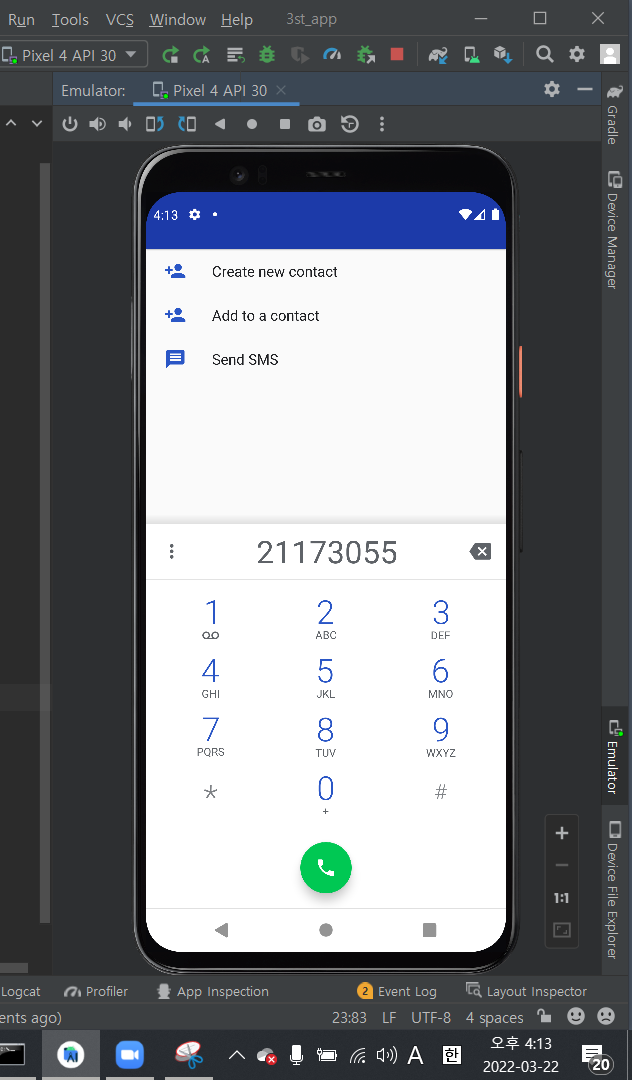 Run Tools VCS Window Help 3st_app
Pixel 4 API 30
Emulator: Pixel 4 API 30
Gradle
Device Manager
4:13
Create new contact
Add to a contact
Send SMS
21173055
1 2 3
ABC DEF
4 5 6
GHI JKL MNO
7 8 9
PQRS TUV WXYZ
* 0 #
+
Emulator
Device File Explorer
1:1
Logcat Profiler App Inspection 2 Event Log Layout Inspector
ents ago) 23:83 LF UTF-8 4 spaces
A 한 오후 4:13
2022-03-22 20